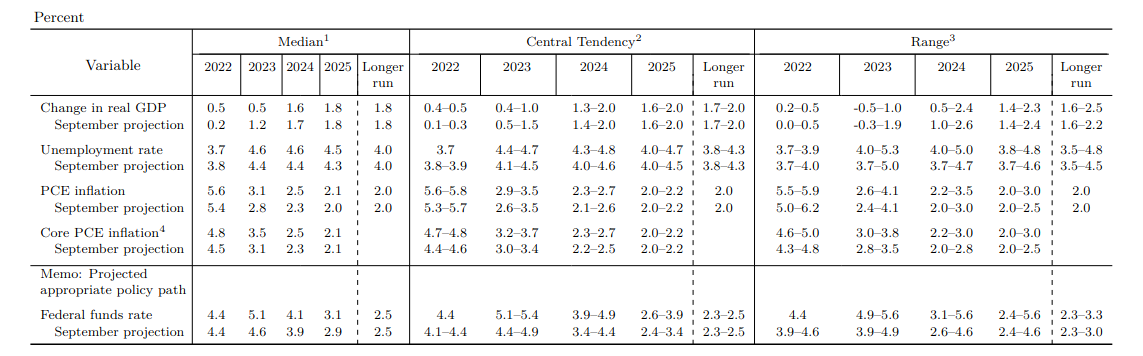 Percent
Variable Median1 Central Tendency2 Range3
2022 2023 2024 2025 Longer run 2022 2023 2024 2025 Longer run 2022 2023 2024 2025 Longer run
Change in real GDP 0.5 0.5 1.6 1.8 1.8 0.4–0.5 0.4–1.0 1.3–2.0 1.6–2.0 1.7–2.0 0.2–0.5 -0.5–1.0 0.5–2.4 1.4–2.3 1.6–2.5
September projection 0.2 1.2 1.7 1.8 1.8 0.1–0.3 0.5–1.5 1.4–2.0 1.6–2.0 1.7–2.0 0.0–0.5 -0.3–1.9 1.0–2.6 1.4–2.4 1.6–2.2
Unemployment rate 3.7 4.6 4.6 4.5 4.0 3.7 4.4–4.7 4.3–4.8 4.0–4.7 3.8–4.3 3.7–3.9 4.0–5.3 4.0–5.0 3.8–4.8 3.5–4.8
September projection 3.8 4.4 4.4 4.3 4.0 3.8–3.9 4.1–4.5 4.0–4.6 4.0–4.5 3.8–4.3 3.7–4.0 3.7–5.0 3.7–4.7 3.7–4.6 3.5–4.5
PCE inflation 5.6 3.1 2.5 2.1 2.0 5.6–5.8 2.9–3.5 2.3–2.7 2.0–2.2 2.0 5.5–5.9 2.6–4.1 2.2–3.5 2.0–3.0 2.0
September projection 5.4 2.8 2.3 2.0 2.0 5.3–5.7 2.6–3.5 2.1–2.6 2.0–2.2 2.0 5.0–6.2 2.4–4.1 2.0–3.0 2.0–2.5 2.0
Core PCE inflation4 4.8 3.5 2.5 2.1 4.7–4.8 3.2–3.7 2.3–2.7 2.0–2.2 4.6–5.0 3.0–3.8 2.2–3.0 2.0–3.0
September projection 4.5 3.1 2.3 2.1 4.4–4.6 3.0–3.4 2.2–2.5 2.0–2.2 4.3–4.8 2.8–3.5 2.0–2.8 2.0–2.5
Memo: Projected
appropriate policy path
Federal funds rate 4.4 5.1 4.1 3.1 2.5 4.4 5.1–5.4 3.9–4.9 2.6–3.9 2.3–2.5 4.4 4.9–5.6 3.1–5.6 2.4–5.6 2.3–3.3
September projection 4.4 4.6 3.9 2.9 2.5 4.1–4.4 4.4–4.9 3.4–4.4 2.4–3.4 2.3–2.5 3.9–4.6 3.9–4.9 2.6–4.6 2.4–4.6 2.3–3.0